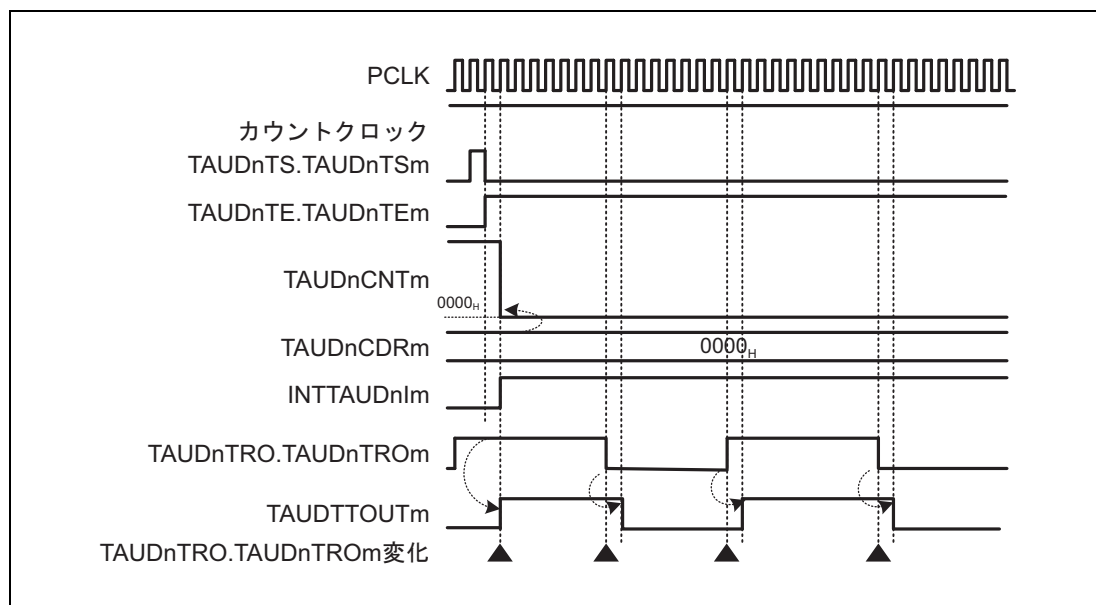 PCLK
カウントクロック
TAUDnTS.TAUDnTSm
TAUDnTE.TAUDnTEm
TAUDnCNTm
0000H
TAUDnCDRm
0000H
INTTAUDnIm
TAUDnTRO.TAUDnTROm
TAUDTTOUTm
TAUDnTRO.TAUDnTROm変化